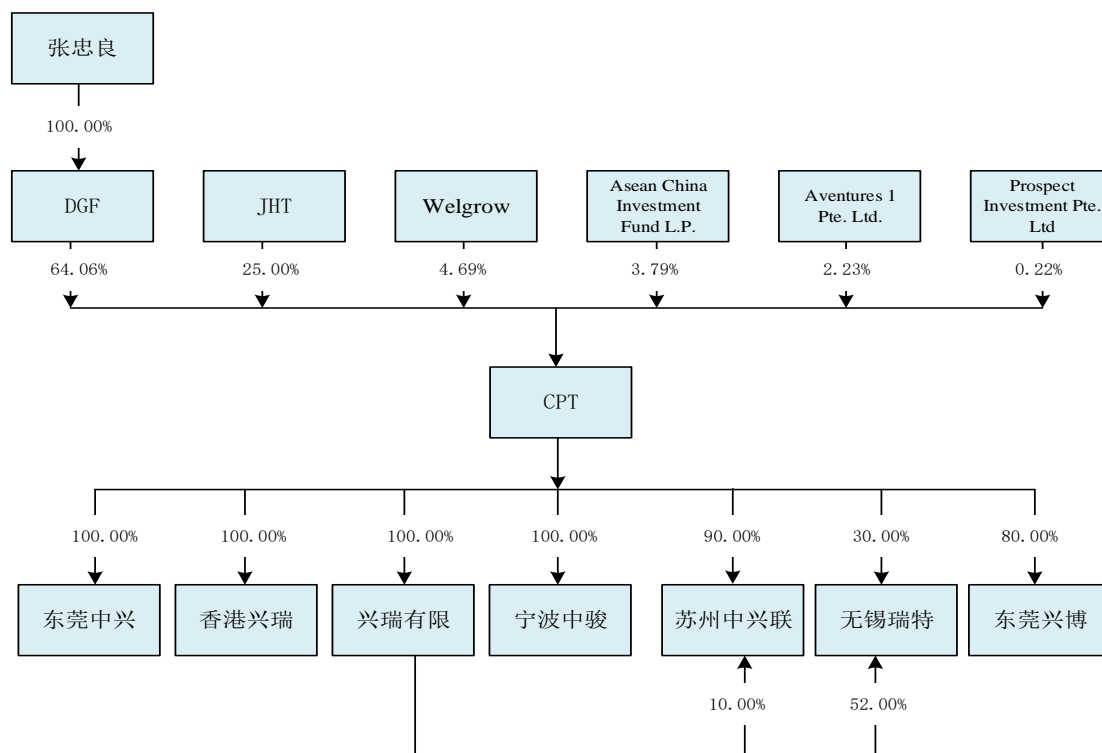 张忠良
100.00%
DGF
JHT
Welgrow
Asean China
Investment
Fund L.P.
Aventures 1
Pte. Ltd.
Prospect
Investment Pte.
Ltd
64.06%
25.00%
4.69%
3.79%
2.23%
0.22%
CPT
100.00%
100.00%
100.00%
100.00%
90.00%
30.00%
80.00%
东莞中兴
香港兴瑞
兴瑞有限
宁波中骏
苏州中兴联
无锡瑞特
东莞兴博
10.00%
52.00%